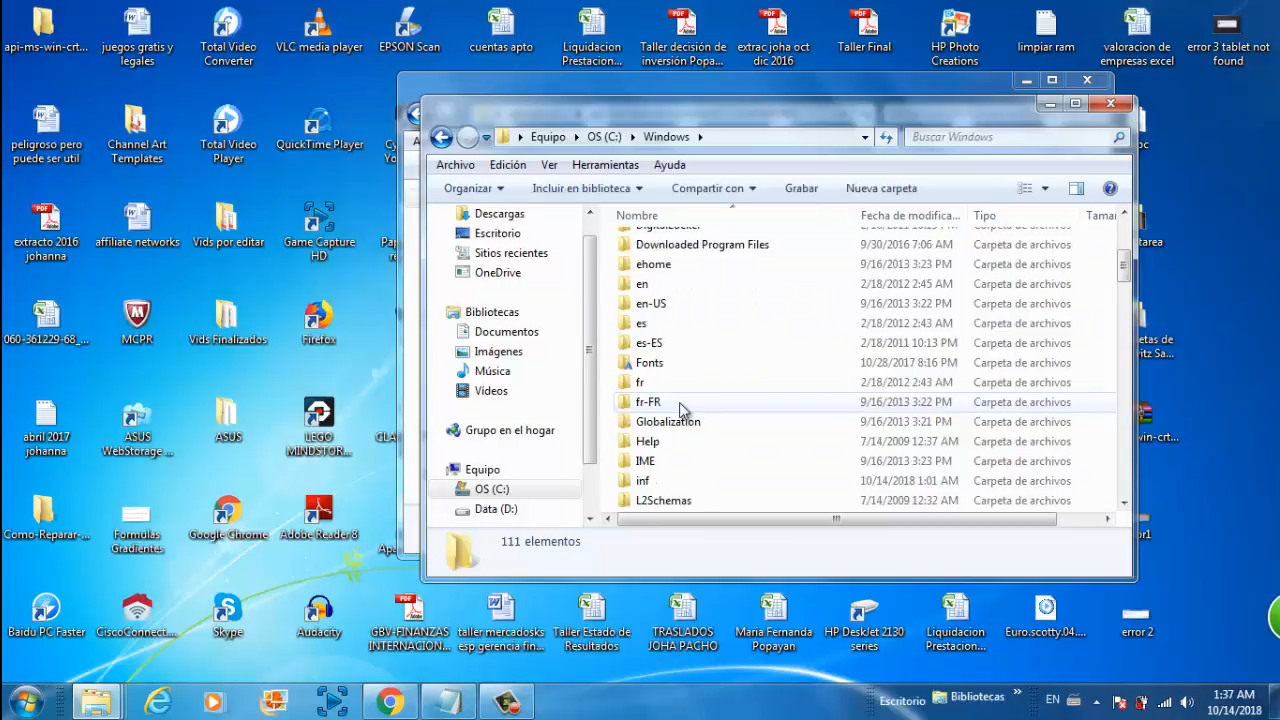 api-ms-win-crt...
juegos gratis y
legales
Total Video
Converter
VLC media player
EPSON Scan
cuentas apto
Liquidacion
Prestacion...
Taller decisión de
inversión Popa...
extrac joha oct
dic 2016
Taller Final
HP Photo
Creations
limpiar ram
valoracion de
empresas excel
error 3 tablet not
found
peligroso pero
puede ser util
Channel Art
Templates
Total Video
Player
QuickTime Player
extracto 2016
johanna
affiliate networks
Vids por editar
Game Capture
HD
060-361229-68_...
MCPR
Vids Finalizados
Firefox
abril 2017
johanna
ASUS
WebStorage ...
ASUS
LEGO
MINDSTOR...
Como-Reparar-...
Formulas
Gradientes
Google Chrome
Adobe Reader 8
Equipo
OS (C:)
Windows
Buscar Windows
Archivo
Edición
Ver
Herramientas
Ayuda
Organizar
Incluir en biblioteca
Compartir con
Grabar
Nueva carpeta
Descargas
Escritorio
Sitios recientes
OneDrive
Bibliotecas
Documentos
Imágenes
Música
Vídeos
Grupo en el hogar
Equipo
OS (C:)
Data (D:)
Nombre Fecha de modifica... Tipo Tamar
Downloaded Program Files 9/30/2016 7:06 AM Carpeta de archivos
ehome 9/16/2013 3:23 PM Carpeta de archivos
en 2/18/2012 2:45 AM Carpeta de archivos
en-US 9/16/2013 3:22 PM Carpeta de archivos
es 2/18/2012 2:43 AM Carpeta de archivos
es-ES 2/18/2011 10:13 PM Carpeta de archivos
Fonts 10/28/2017 8:16 PM Carpeta de archivos
fr 2/18/2012 2:43 AM Carpeta de archivos
fr-FR 9/16/2013 3:22 PM Carpeta de archivos
Globalization 9/16/2013 3:21 PM Carpeta de archivos
Help 7/14/2009 12:37 AM Carpeta de archivos
IME 9/16/2013 3:23 PM Carpeta de archivos
inf 10/14/2018 1:01 AM Carpeta de archivos
L2Schemas 7/14/2009 12:32 AM Carpeta de archivos
111 elementos
Baidu PC Faster
CiscoConnect...
Skype
Audacity
GBV-FINANZAS
INTERNACION...
taller mercadosks
esp gerencia fin...
Taller Estado de
Resultados
TRASLADOS
JOHA PACHO
Maria Fernanda
Popayan
HP DeskJet 2130
series
Liquidacion
Prestacion...
Euro.scotty.04....
error 2
Escritorio
Bibliotecas
»
EN
1:37 AM
10/14/2018